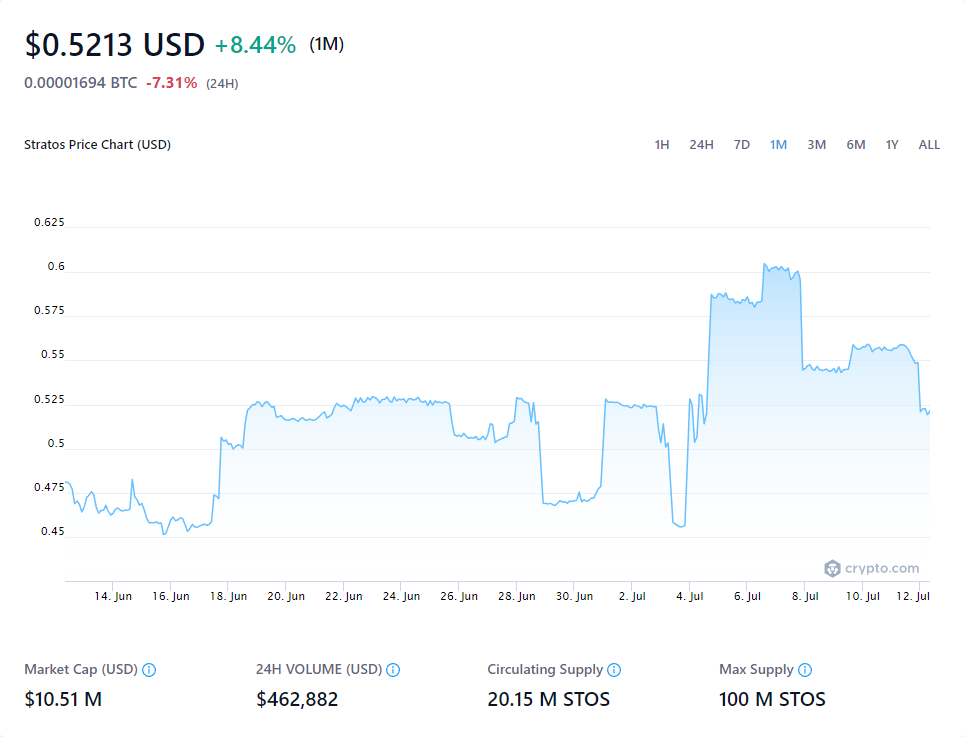 $0.5213 USD +8.44% (1M)
0.00001694 BTC -7.31% (24H)
Stratos Price Chart (USD)
1H 24H 7D 1M 3M 6M 1Y ALL
0.625
0.6
0.575
0.55
0.525
0.5
0.475
0.45
crypto.com
14. Jun 16. Jun 18. Jun 20. Jun 22. Jun 24. Jun 26. Jun 28. Jun 30. Jun 2. Jul 4. Jul 6. Jul 8. Jul 10. Jul 12. Jul
Market Cap (USD) 24H VOLUME (USD) Circulating Supply Max Supply
$10.51 M $462,882 20.15 M STOS 100 M STOS